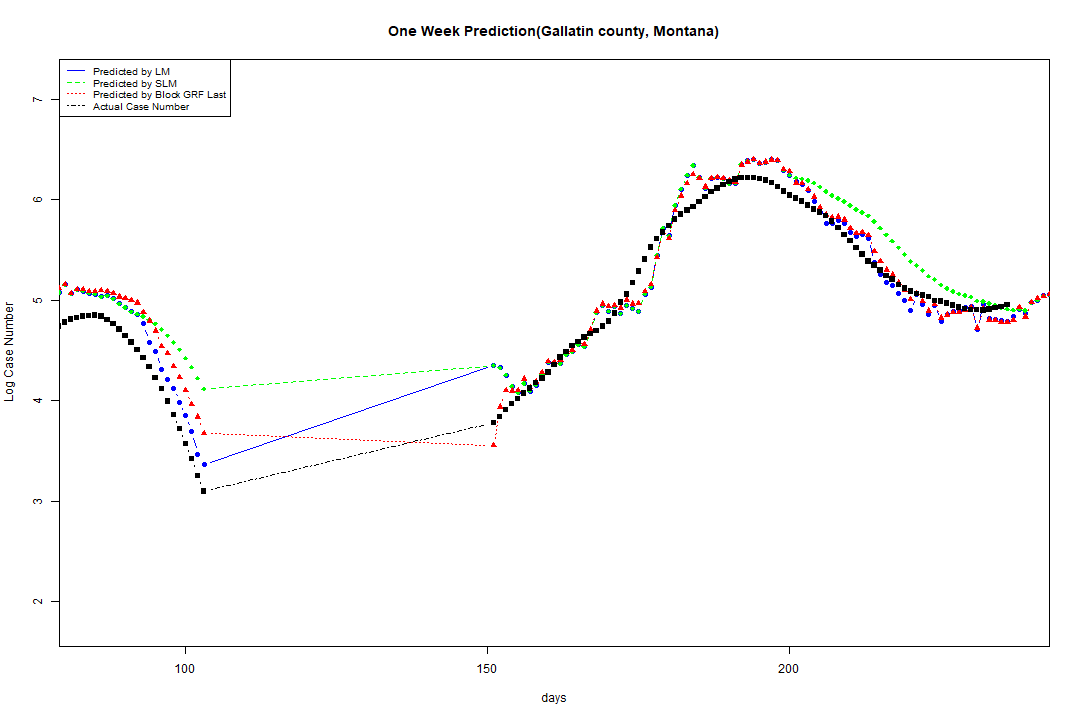 One Week Prediction(Gallatin county, Montana)
Predicted by LM
Predicted by SLM
Predicted by Block GRF Last
Actual Case Number
7
6
5
4
3
2
Log Case Number
100
150
200
days